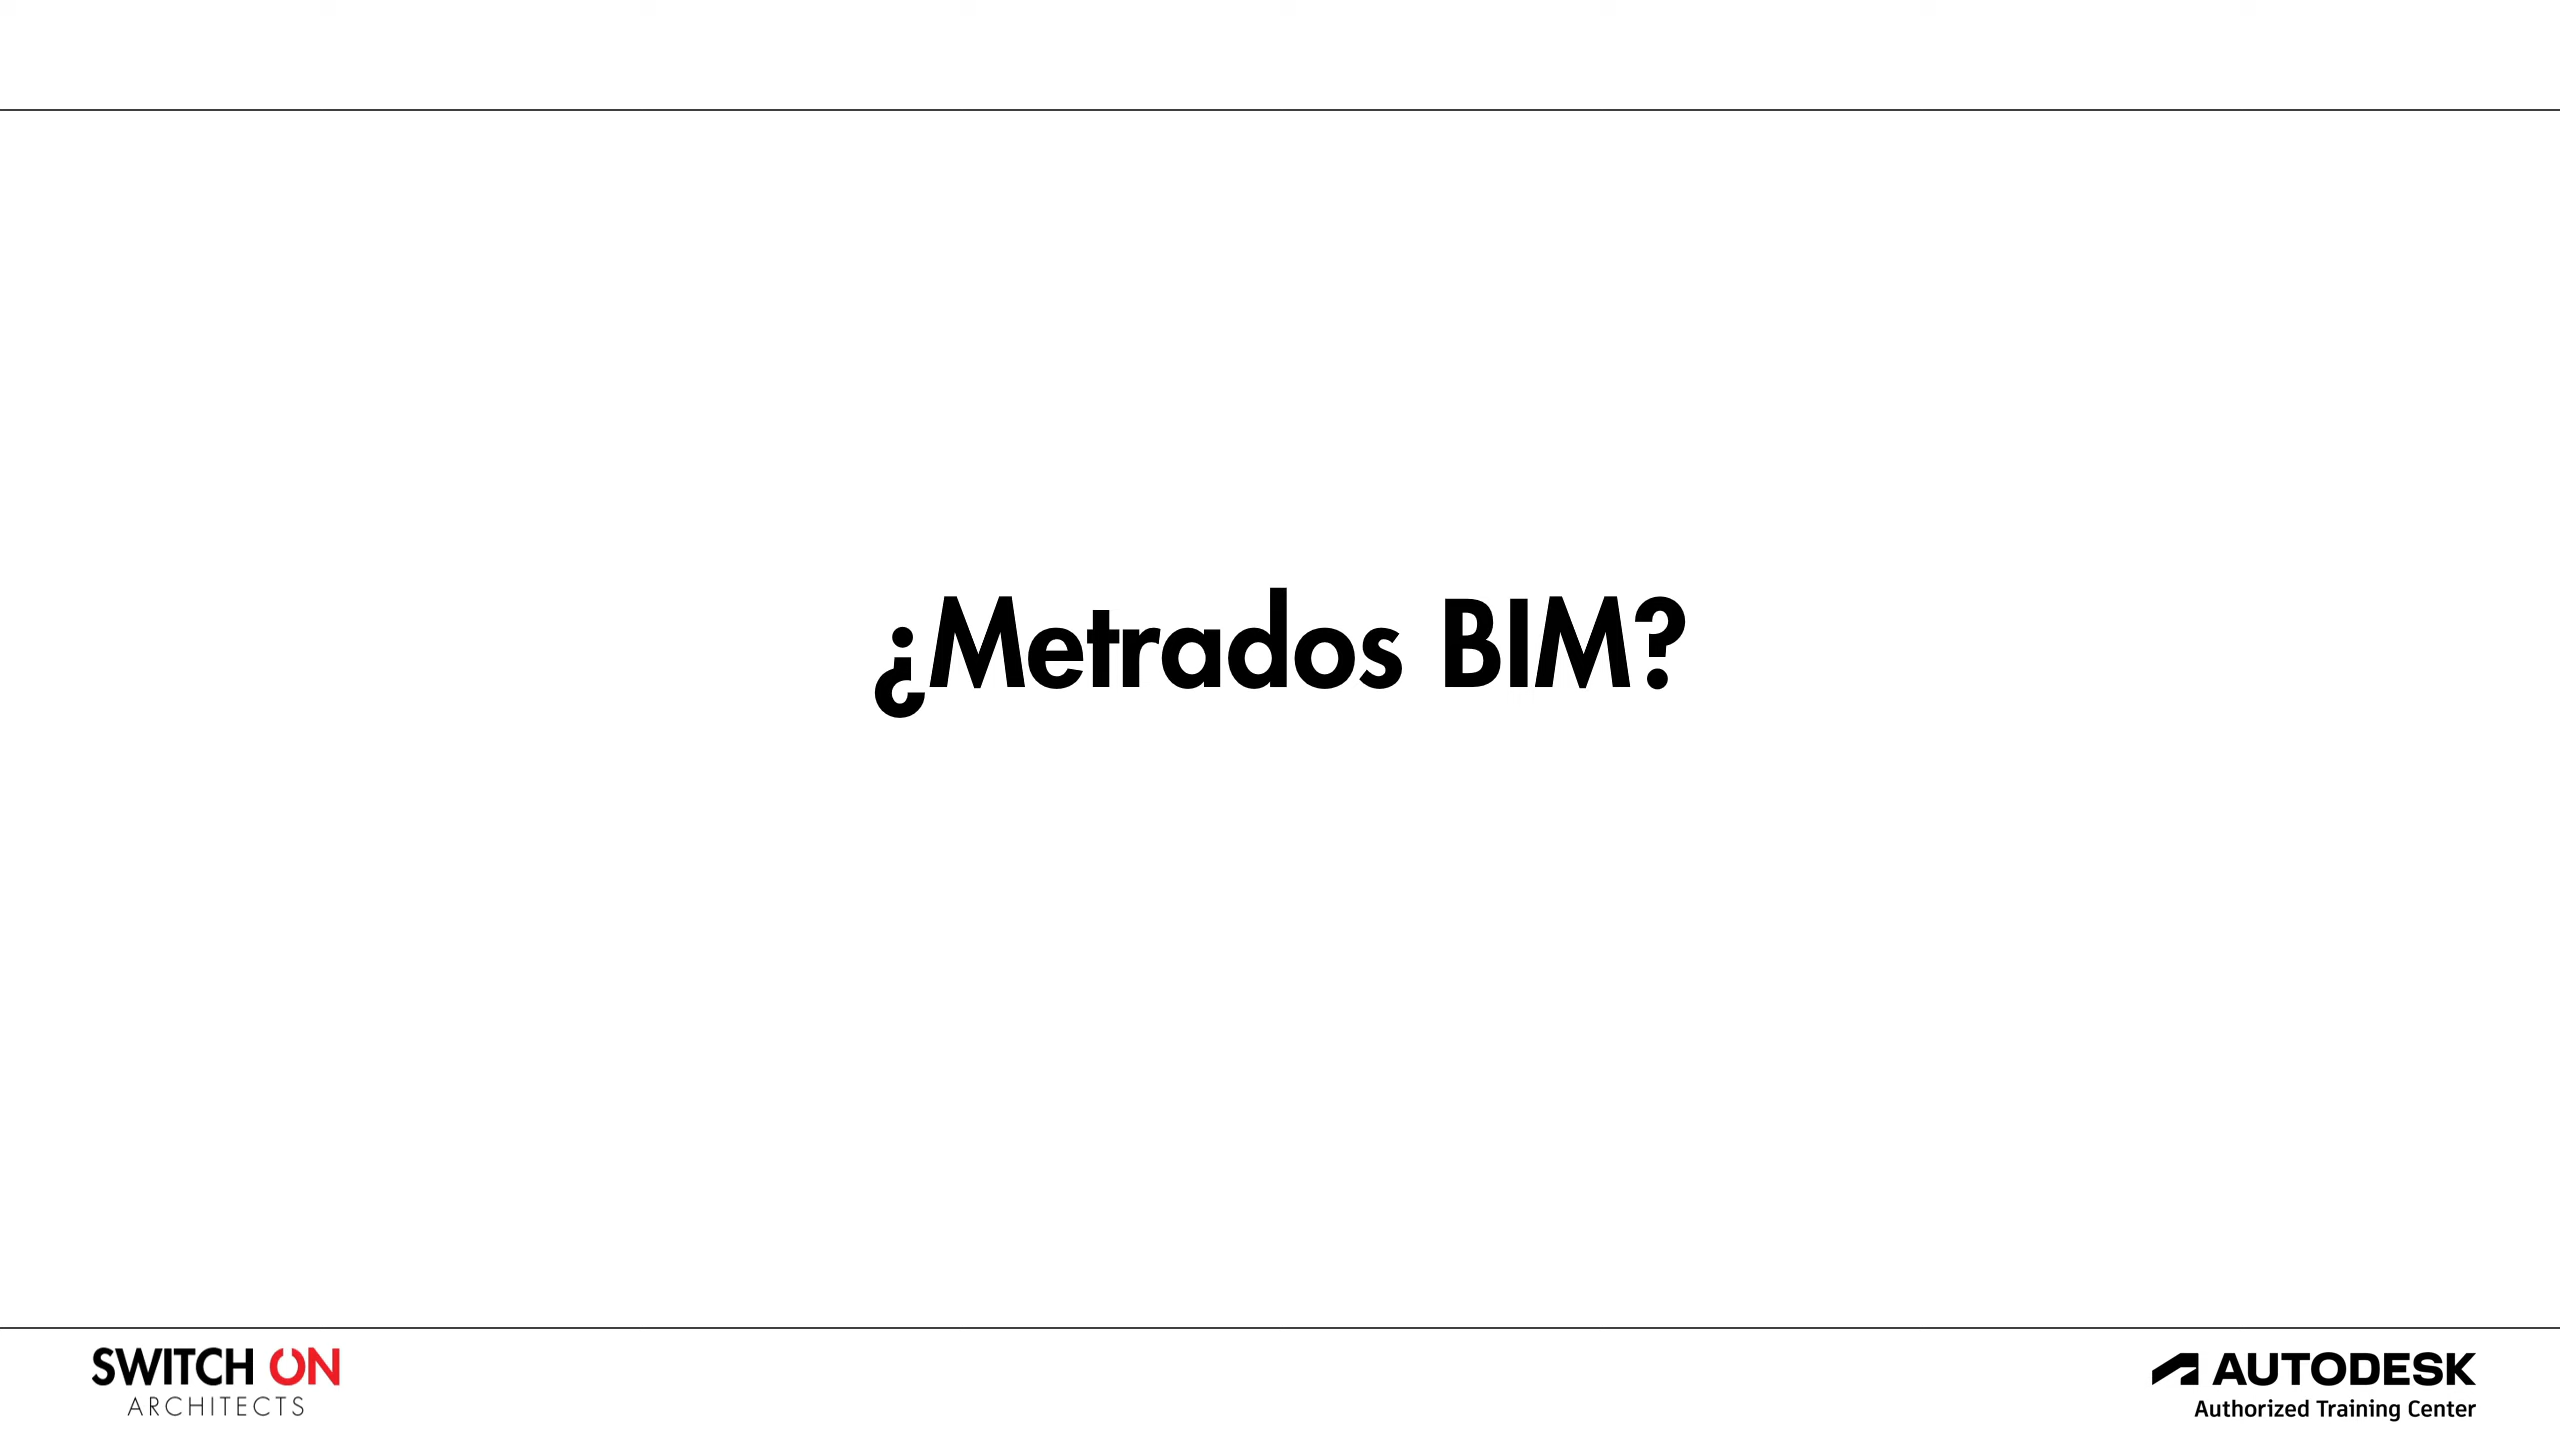 ¿Metrados BIM?
SWITCH ON
ARCHITECTS
AUTODESK
Authorized Training Center